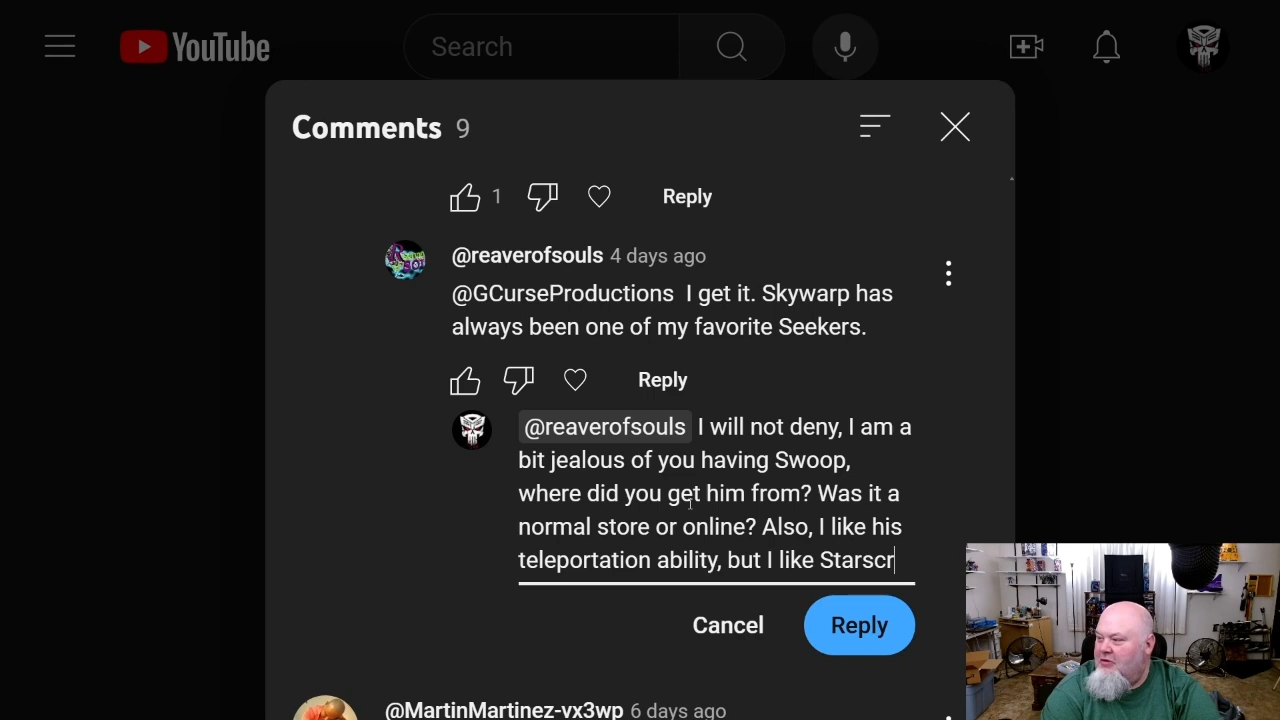 YouTube
Search
Comments 9
1
Reply
@reaverofsouls 4 days ago
@GCurseProductions I get it. Skywarp has
always been one of my favorite Seekers.
Reply
@reaverofsouls I will not deny, I am a
bit jealous of you having Swoop,
where did you get him from? Was it a
normal store or online? Also, I like his
teleportation ability, but I like Starscr
Cancel
Reply
@MartinMartinez-vx3wp 6 days ago